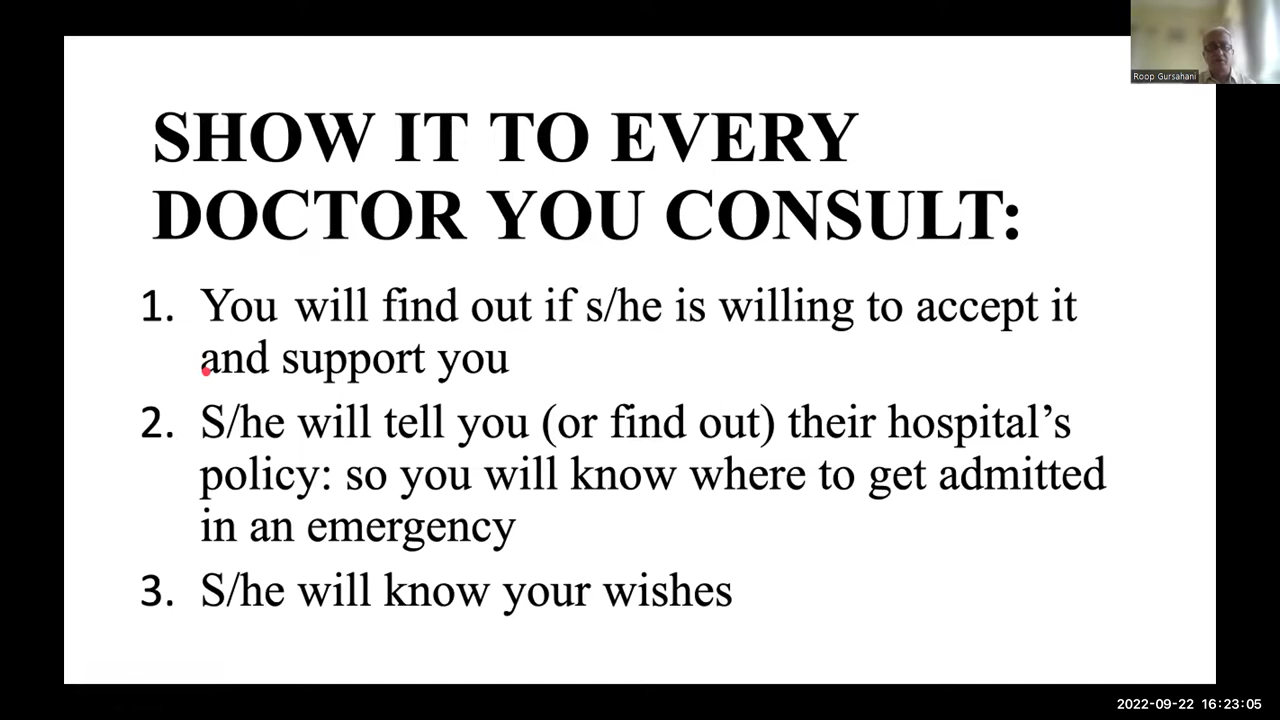 Roop Gursahani
SHOW IT TO EVERY
DOCTOR YOU CONSULT:
1. You will find out if s/he is willing to accept it
and support you
2. S/he will tell you (or find out) their hospital’s
policy: so you will know where to get admitted
in an emergency
3. S/he will know your wishes
2022-09-22 16:23:05